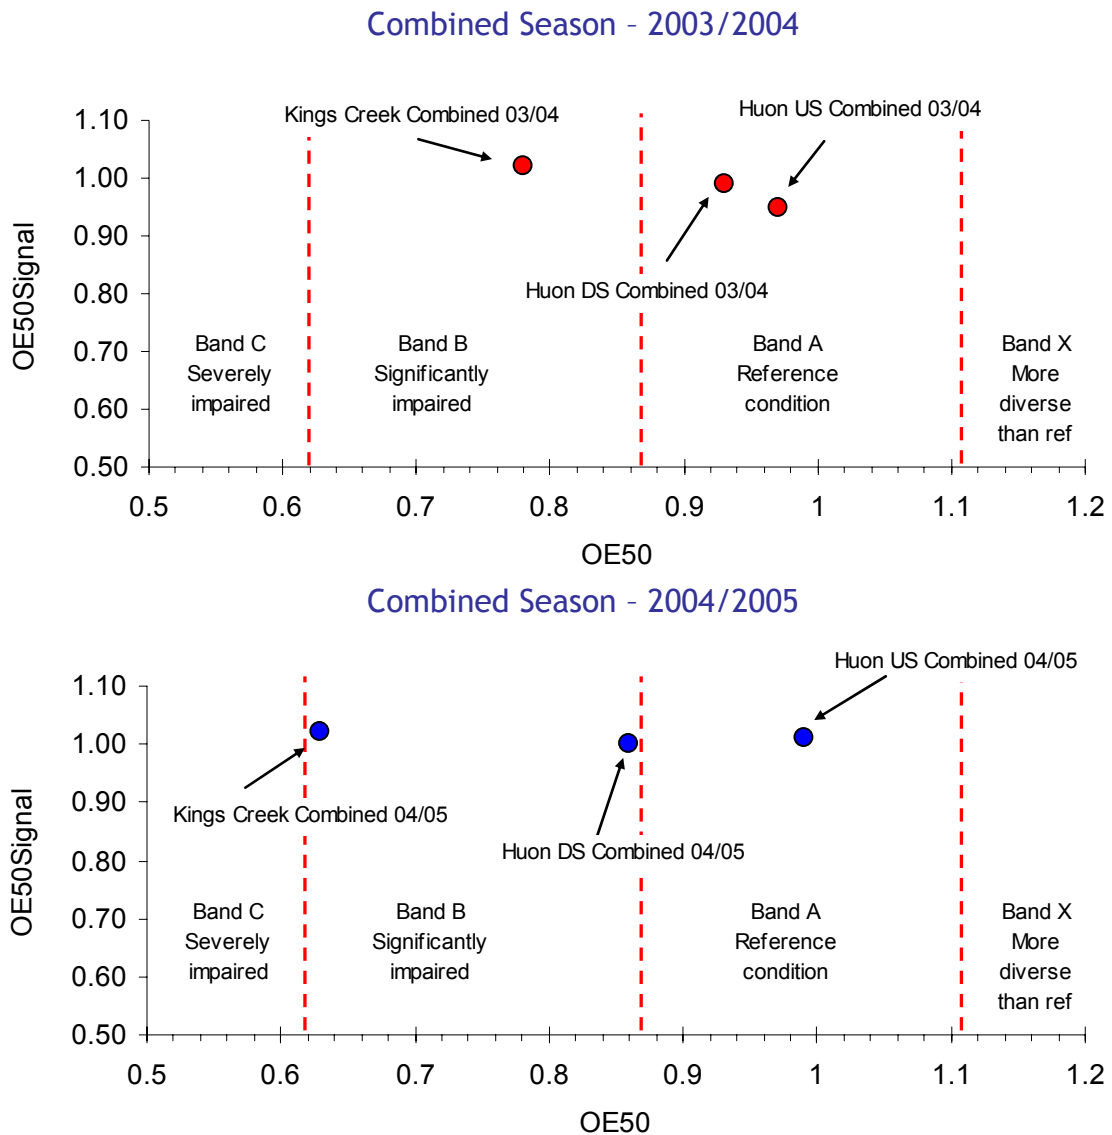 Combined Season - 2003/2004
Kings Creek Combined 03/04
Huon US Combined 03/04
Huon DS Combined 03/04
OE50Signal
1.10
1.00
0.90
0.80
0.70
0.60
0.50
Band C
Severely
impaired
Band B
Significantly
impaired
Band A
Reference
condition
Band X
More
diverse
than ref
0.5 0.6 0.7 0.8 0.9 1 1.1 1.2
OE50
Combined Season - 2004/2005
Huon US Combined 04/05
Kings Creek Combined 04/05
Huon DS Combined 04/05
OE50Signal
1.10
1.00
0.90
0.80
0.70
0.60
0.50
Band C
Severely
impaired
Band B
Significantly
impaired
Band A
Reference
condition
Band X
More
diverse
than ref
0.5 0.6 0.7 0.8 0.9 1 1.1 1.2
OE50